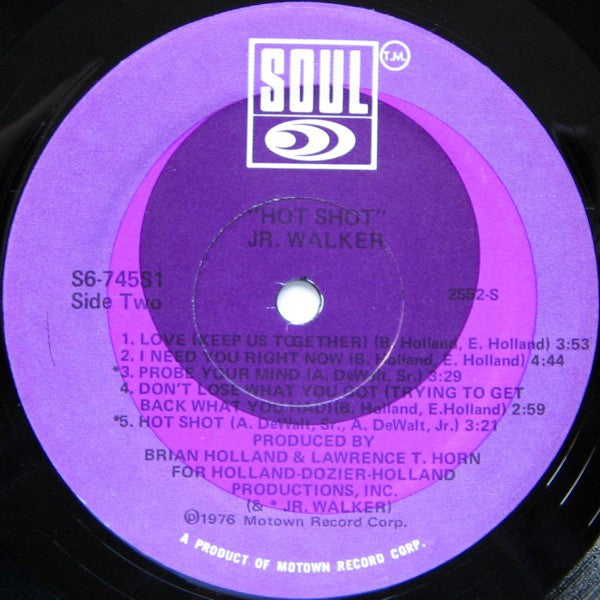 SOUL
T.M.
"HOT SHOT"
JR. WALKER
S6-745S1
Side Two
2552-S
1. LOVE (KEEP US TOGETHER) (B. Holland, E. Holland) 3:53
2. I NEED YOU RIGHT NOW (B. Holland, E. Holland) 4:44
*3. PROBE YOUR MIND (A. DeWalt, Sr.) 3:29
4. DON'T LOSE WHAT YOU GOT (TRYING TO GET
BACK WHAT YOU HAD)(B. Holland, E.Holland) 2:59
*5. HOT SHOT (A. DeWalt, Sr., A. DeWalt, Jr.) 3:21
PRODUCED BY
BRIAN HOLLAND & LAWRENCE T. HORN
FOR HOLLAND-DOZIER-HOLLAND
PRODUCTIONS, INC.
(& * JR. WALKER)
℗1976 Motown Record Corp.
A PRODUCT OF MOTOWN RECORD CORP.